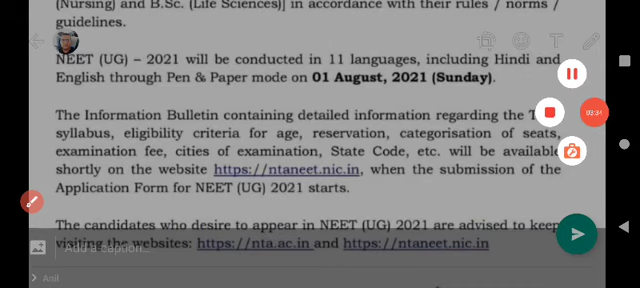 (Nursing) and B.Sc. (Life Sciences)] in accordance with their rules / norms /
guidelines.
NEET (UG) – 2021 will be conducted in 11 languages, including Hindi and
English through Pen & Paper mode on 01 August, 2021 (Sunday).
The Information Bulletin containing detailed information regarding the
syllabus, eligibility criteria for age, reservation, categorisation of seats,
examination fee, cities of examination, State Code, etc. will be available
shortly on the website https://ntaneet.nic.in, when the submission of the
Application Form for NEET (UG) 2021 starts.
The candidates who desire to appear in NEET (UG) 2021 are advised to keep
visiting the websites: https://nta.ac.in and https://ntaneet.nic.in
Add a caption...
Anil
03:34
T